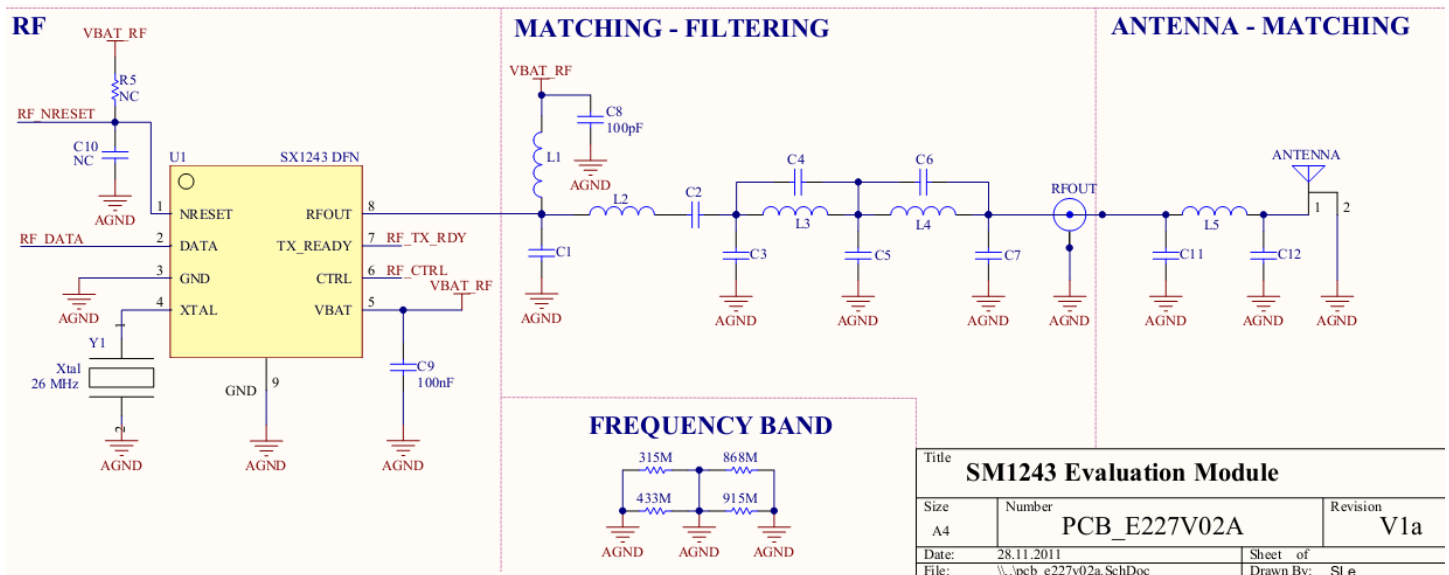 RF
MATCHING - FILTERING
ANTENNA - MATCHING
VBAT_RF
R5
NC
RF_NRESET
C10
NC
AGND
U1
SX1243 DFN
1
NRESET
RFOUT
8
RF_DATA
2
DATA
TX_READY
7
RF_TX_RDY
3
GND
CTRL
6
RF_CTRL
AGND
4
XTAL
VBAT
5
VBAT_RF
1
Y1
Xtal
26 MHz
2
AGND
GND
9
AGND
C9
100nF
AGND
VBAT_RF
C8
100pF
AGND
L1
L2
C2
C4
C6
L3
L4
C1
C3
C5
C7
AGND
AGND
AGND
AGND
RFOUT
AGND
ANTENNA
1
2
L5
C11
C12
AGND
AGND
AGND
FREQUENCY BAND
315M
868M
433M
915M
AGND
AGND
AGND
Title
SM1243 Evaluation Module
Size
Number
Revision
A4
PCB_E227V02A
V1a
Date:
28.11.2011
Sheet of
File:
\\..\pcb_e227v02a.SchDoc
Drawn By:
SLe